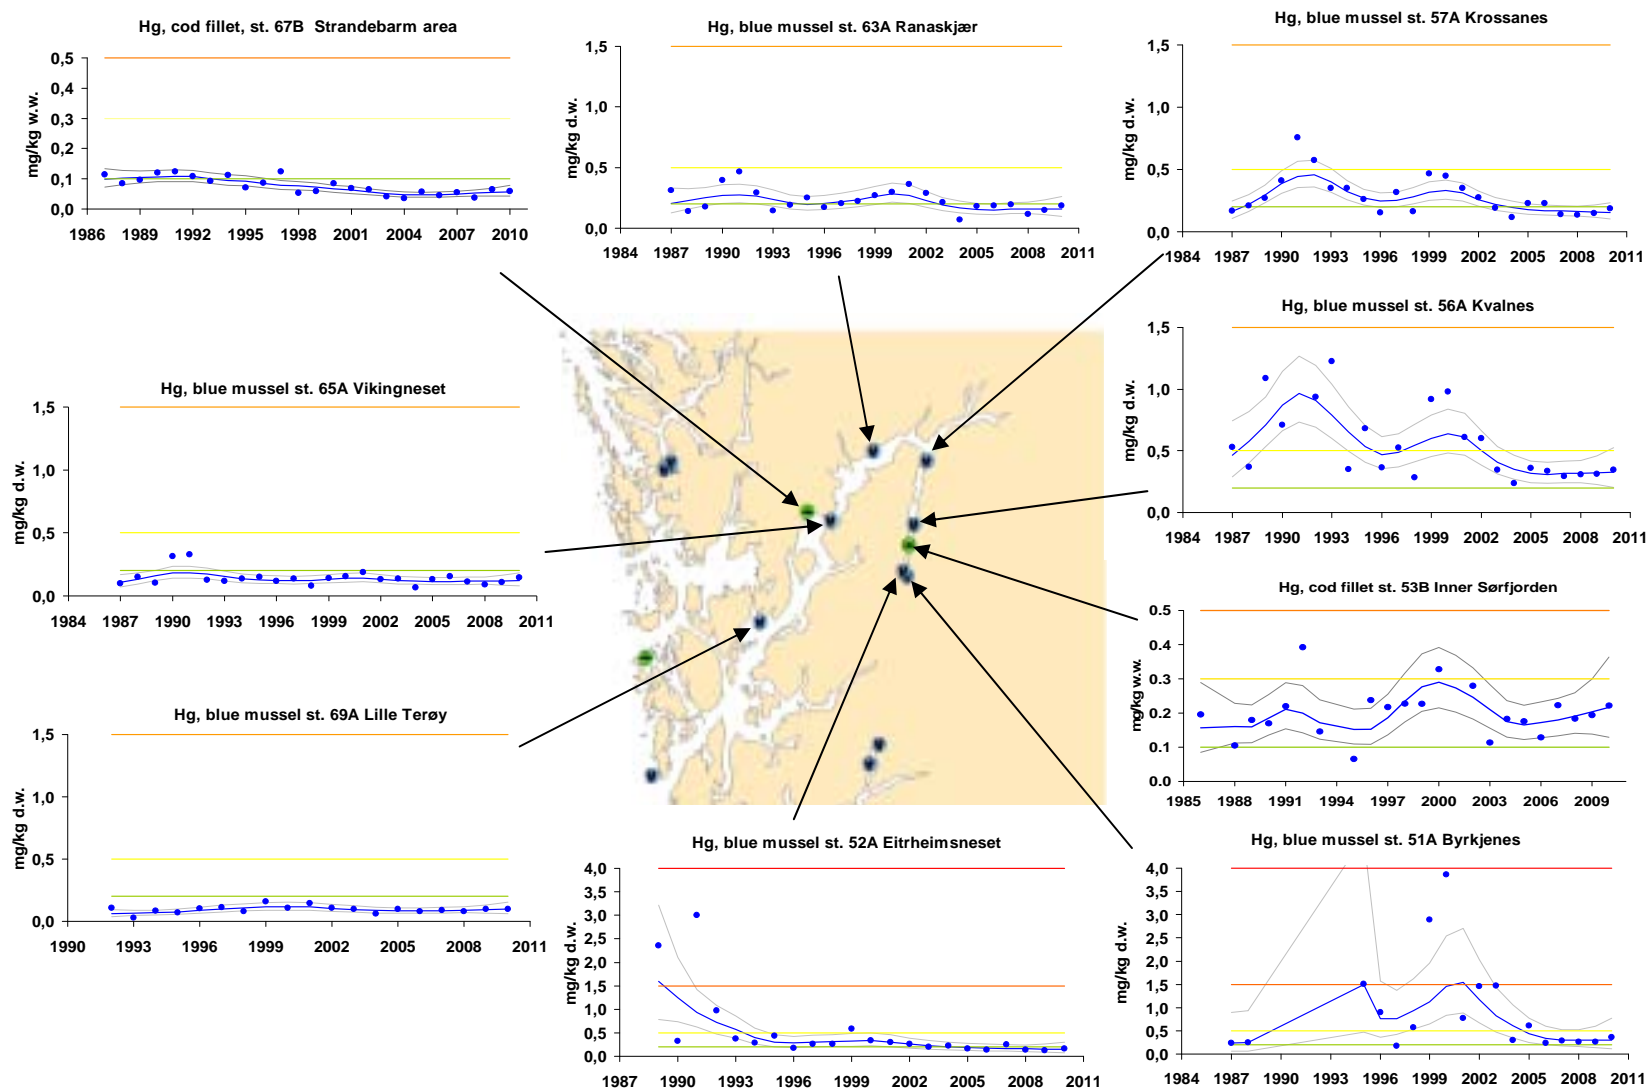 Hg, cod fillet, st. 67B Strandebarm area
mg/kg w.w.
0,5
0,4
0,3
0,2
0,1
0,0
1986 1989 1992 1995 1998 2001 2004 2007 2010
Hg, blue mussel st. 63A Ranaskjær
mg/kg d.w.
1,5
1,0
0,5
0,0
1984 1987 1990 1993 1996 1999 2002 2005 2008 2011
Hg, blue mussel st. 57A Krossanes
mg/kg d.w.
1,5
1,0
0,5
0,0
1984 1987 1990 1993 1996 1999 2002 2005 2008 2011
Hg, blue mussel st. 56A Kvalnes
mg/kg d.w.
1,5
1,0
0,5
0,0
1984 1987 1990 1993 1996 1999 2002 2005 2008 2011
Hg, blue mussel st. 65A Vikingneset
mg/kg d.w.
1,5
1,0
0,5
0,0
1984 1987 1990 1993 1996 1999 2002 2005 2008 2011
Hg, cod fillet st. 53B Inner Sørfjorden
mg/kg w.w.
0.5
0.4
0.3
0.2
0.1
0.0
1985 1988 1991 1994 1997 2000 2003 2006 2009
Hg, blue mussel st. 69A Lille Terøy
mg/kg d.w.
1,5
1,0
0,5
0,0
1990 1993 1996 1999 2002 2005 2008 2011
Hg, blue mussel st. 52A Eitrheimsneset
mg/kg d.w.
4,0
3,5
3,0
2,5
2,0
1,5
1,0
0,5
0,0
1987 1990 1993 1996 1999 2002 2005 2008 2011
Hg, blue mussel st. 51A Byrkjenes
mg/kg d.w.
4,0
3,5
3,0
2,5
2,0
1,5
1,0
0,5
0,0
1984 1987 1990 1993 1996 1999 2002 2005 2008 2011